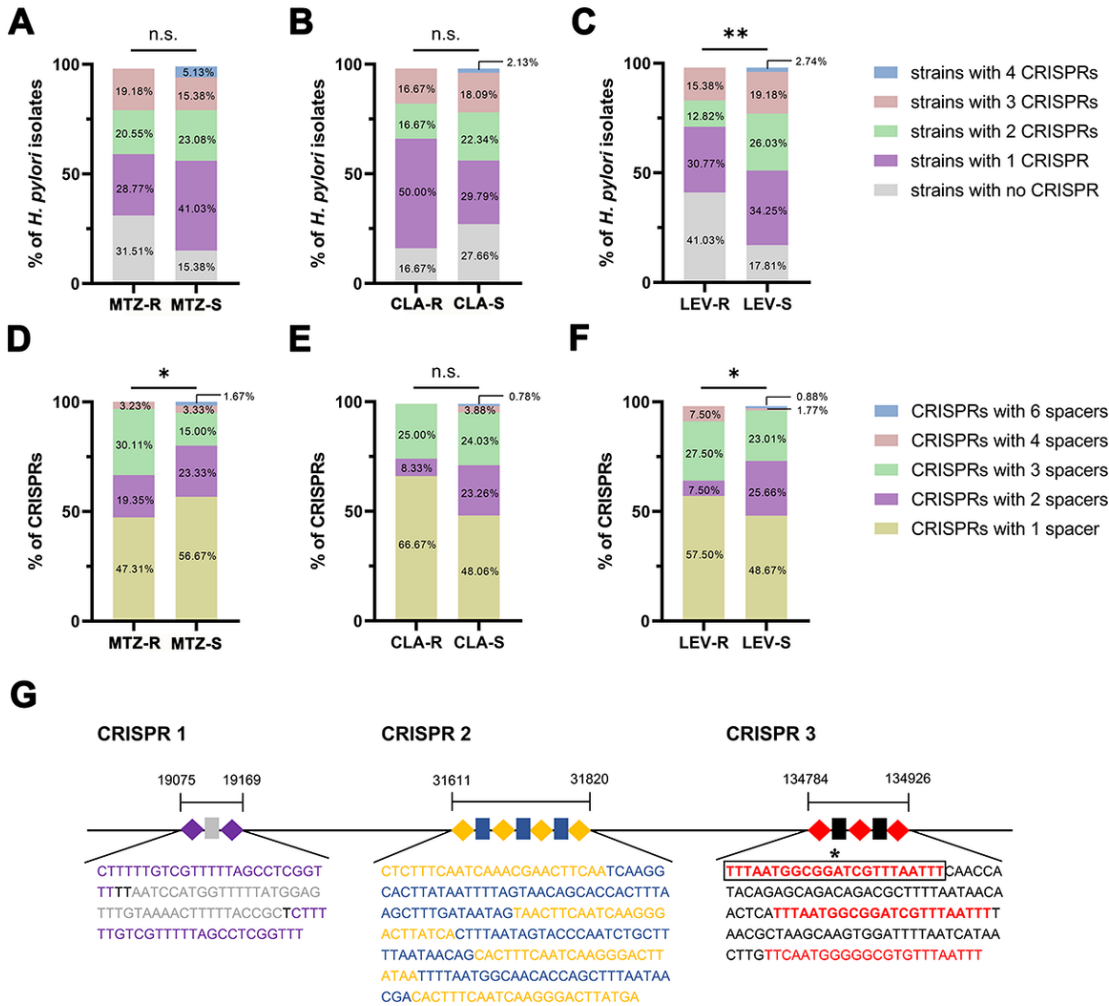 A
n.s.
% of H. pylori isolates
100
50
0
19.18%
20.55%
28.77%
31.51%
5.13%
15.38%
23.08%
41.03%
15.38%
MTZ-R
MTZ-S
B
n.s.
% of H. pylori isolates
100
50
0
16.67%
16.67%
50.00%
16.67%
2.13%
18.09%
22.34%
29.79%
27.66%
CLA-R
CLA-S
C
**
% of H. pylori isolates
100
50
0
15.38%
12.82%
30.77%
41.03%
2.74%
19.18%
26.03%
34.25%
17.81%
LEV-R
LEV-S
strains with 4 CRISPRs
strains with 3 CRISPRs
strains with 2 CRISPRs
strains with 1 CRISPR
strains with no CRISPR
D
*
% of CRISPRs
100
50
0
3.23%
30.11%
19.35%
47.31%
1.67%
3.33%
15.00%
23.33%
56.67%
MTZ-R
MTZ-S
E
n.s.
% of CRISPRs
100
50
0
25.00%
8.33%
66.67%
0.78%
3.88%
24.03%
23.26%
48.06%
CLA-R
CLA-S
F
*
% of CRISPRs
100
50
0
7.50%
27.50%
7.50%
57.50%
0.88%
1.77%
23.01%
25.66%
48.67%
LEV-R
LEV-S
CRISPRs with 6 spacers
CRISPRs with 4 spacers
CRISPRs with 3 spacers
CRISPRs with 2 spacers
CRISPRs with 1 spacer
G
CRISPR 1
19075
19169
CTTTTTGTCGTTTTTAGCCTCGGT
TTTTAATCCATGGTTTTTATGGAG
TTTGTAAAACTTTTTACCGCTCTTT
TTGTCGTTTTTAGCCTCGGTTT
CRISPR 2
31611
31820
CTCTTTCAATCAAACGAACTTCAATCAAGG
CACTTATAATTTTAGTAACAGCACCACTTTA
AGCTTTGATAATAGTAACTTCAATCAAGGG
ACTTATCACTTTAATAGTACCCAATCTGCTT
TTAATAACAGCACTTTCAATCAAGGGACTT
ATAATTTTAATGGCAACACCAGCTTTAATAA
CGACACTTTCAATCAAGGGACTTATGA
CRISPR 3
134784
134926
*
TTTAATGGCGGATCGTTTAATTTCAACCA
TACAGAGCAGACAGACGCTTTTAATAACA
ACTCATTTAATGGCGGATCGTTTAATTTT
AACGCTAAGCAAGTGGATTTTAATCATAA
CTTGTTCAATGGGGGCGTGTTTAATTT